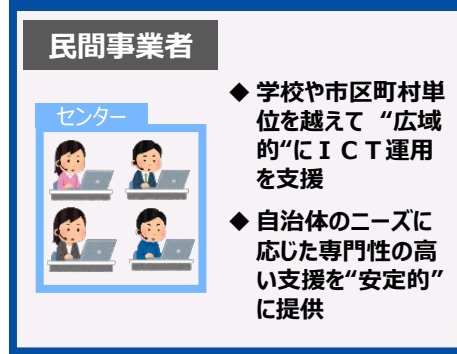 民間事業者
センター
◆ 学校や市区町村単
位を越えて “広域
的“にＩＣＴ運用
を支援
◆ 自治体のニーズに
応じた専門性の高
い支援を“安定的”
に提供